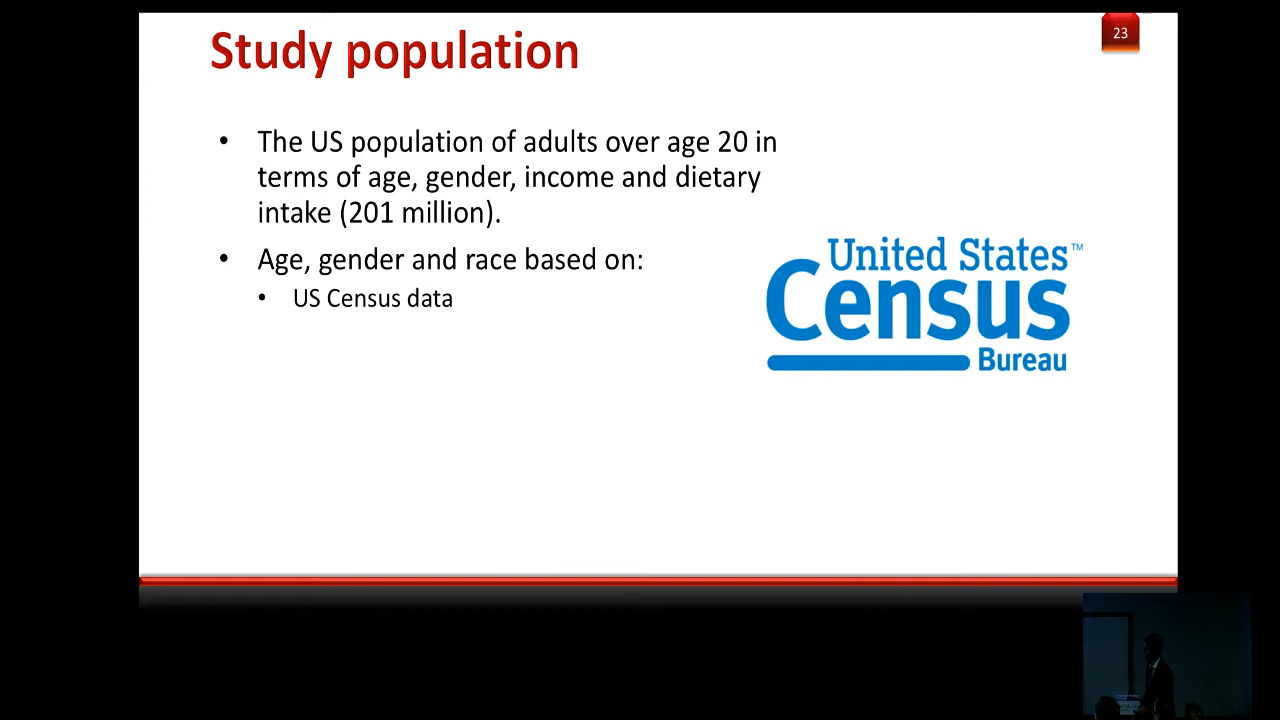 Study population
23
• The US population of adults over age 20 in
terms of age, gender, income and dietary
intake (201 million).
• Age, gender and race based on:
• US Census data
United States™
Census
Bureau